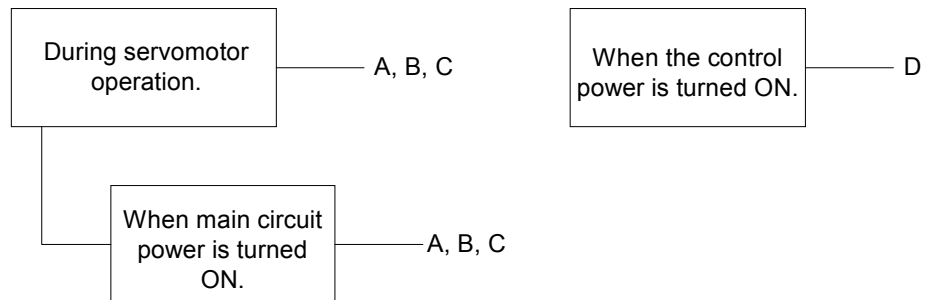 During servomotor
operation.
A, B, C
When the control
power is turned ON.
D
When main circuit
power is turned
ON.
A, B, C